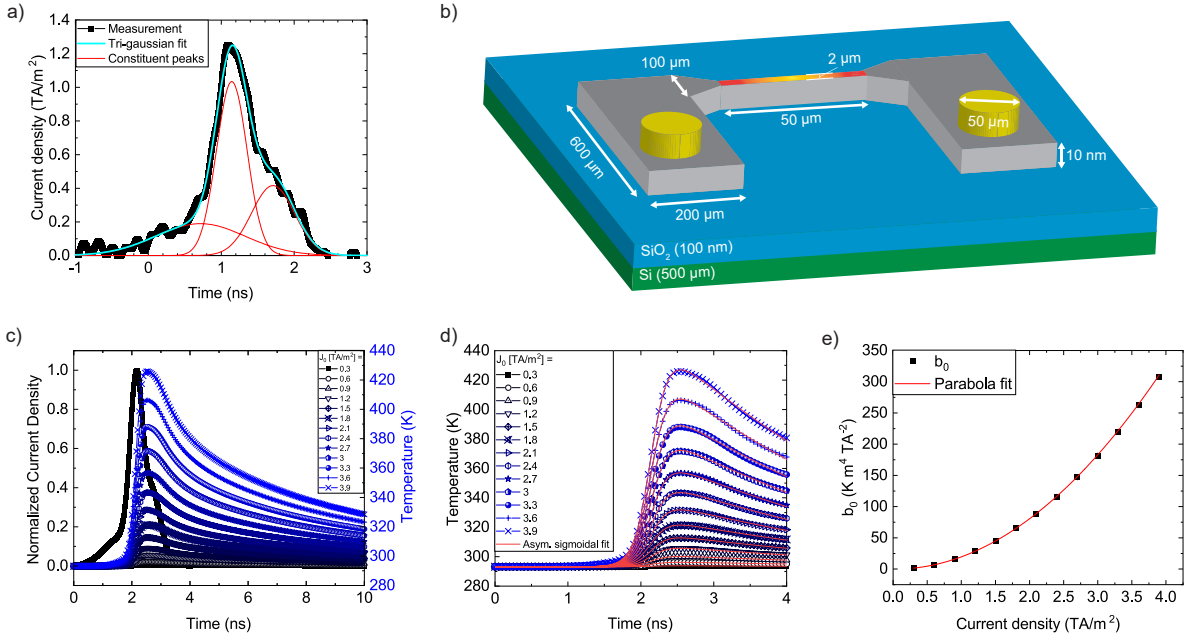 a)
1.4
1.2
1.0
0.8
0.6
0.4
0.2
0.0
-1 0 1 2 3
Current density (TA/m²)
Time (ns)
Measurement
Tri-gaussian fit
Constituent peaks
b)
100 µm
2 µm
50 µm
50 µm
600 µm
10 nm
200 µm
SiO₂ (100 nm)
Si (500 µm)
c)
Normalized Current Density
1.0
0.8
0.6
0.4
0.2
0.0
0 2 4 6 8 10
Time (ns)
J₀ [TA/m²] =
0.3
0.6
0.9
1.2
1.5
1.8
2.1
2.4
2.7
3
3.3
3.6
3.9
440
420
400
380
360
340
320
300
280
Temperature (K)
d)
Temperature (K)
440
420
400
380
360
340
320
300
280
0 1 2 3 4
Time (ns)
J₀ [TA/m²] =
0.3
0.6
0.9
1.2
1.5
1.8
2.1
2.4
2.7
3
3.3
3.6
3.9
Asym. sigmoidal fit
e)
b₀ (K m⁴ TA⁻²)
350
300
250
200
150
100
50
0
0.0 0.5 1.0 1.5 2.0 2.5 3.0 3.5 4.0
Current density (TA/m²)
b₀
Parabola fit